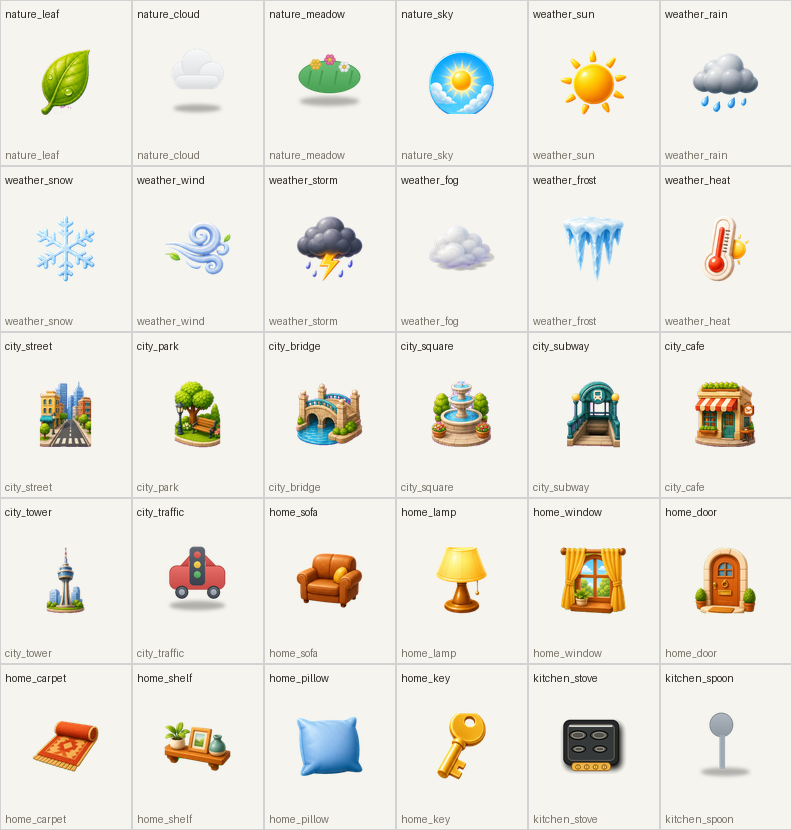 nature_leaf nature_cloud nature_meadow nature_sky weather_sun weather_rain
nature_leaf nature_cloud nature_meadow nature_sky weather_sun weather_rain
weather_snow weather_wind weather_storm weather_fog weather_frost weather_heat
weather_snow weather_wind weather_storm weather_fog weather_frost weather_heat
city_street city_park city_bridge city_square city_subway city_cafe
city_street city_park city_bridge city_square city_subway city_cafe
city_tower city_traffic home_sofa home_lamp home_window home_door
city_tower city_traffic home_sofa home_lamp home_window home_door
home_carpet home_shelf home_pillow home_key kitchen_stove kitchen_spoon
home_carpet home_shelf home_pillow home_key kitchen_stove kitchen_spoon